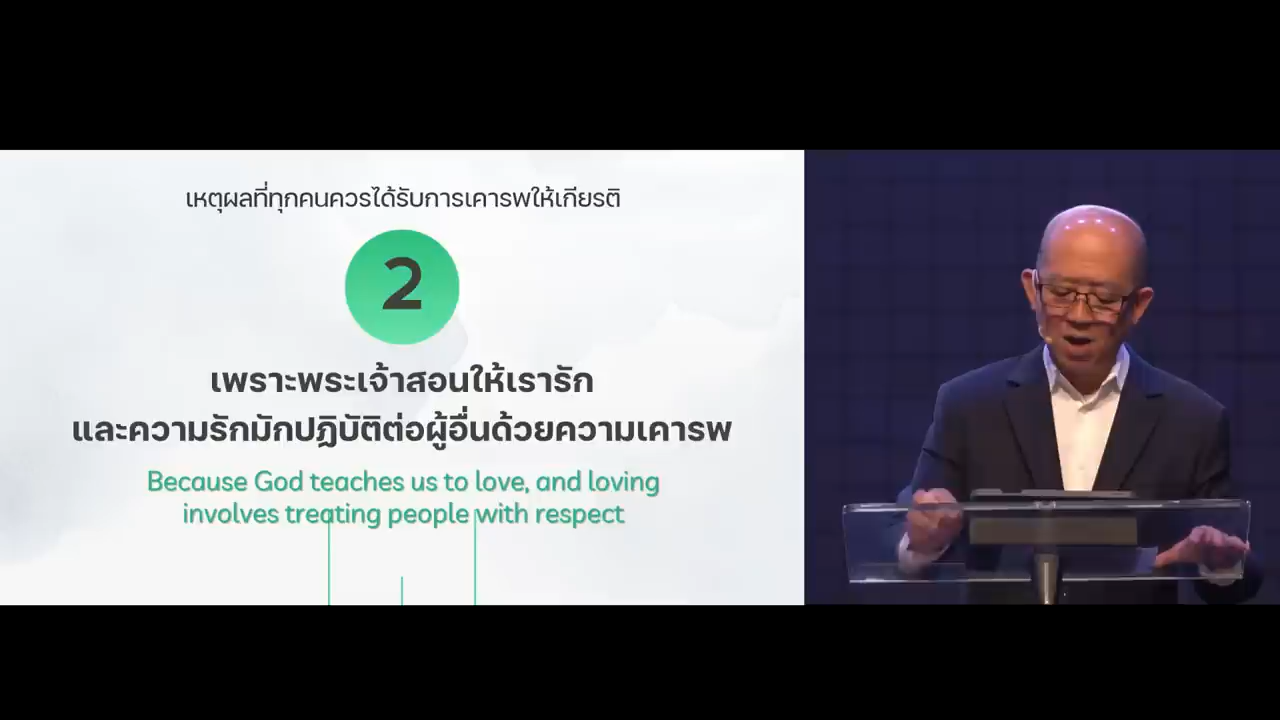 เหตุผลที่ทุกคนควรได้รับการเคารพให้เกียรติ
2
เพราะพระเจ้าสอนให้เรารัก
และความรักมักปฏิบัติต่อผู้อื่นด้วยความเคารพ
Because God teaches us to love, and loving
involves treating people with respect